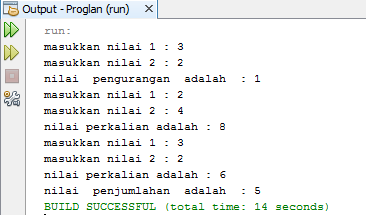 Output - Proglan (run)
run:
masukkan nilai 1 : 3
masukkan nilai 2 : 2
nilai  pengurangan  adalah  : 1
masukkan nilai 1 : 2
masukkan nilai 2 : 4
nilai perkalian adalah : 8
masukkan nilai 1 : 3
masukkan nilai 2 : 2
nilai perkalian adalah : 6
nilai  penjumlahan  adalah  : 5
BUILD SUCCESSFUL (total time: 14 seconds)